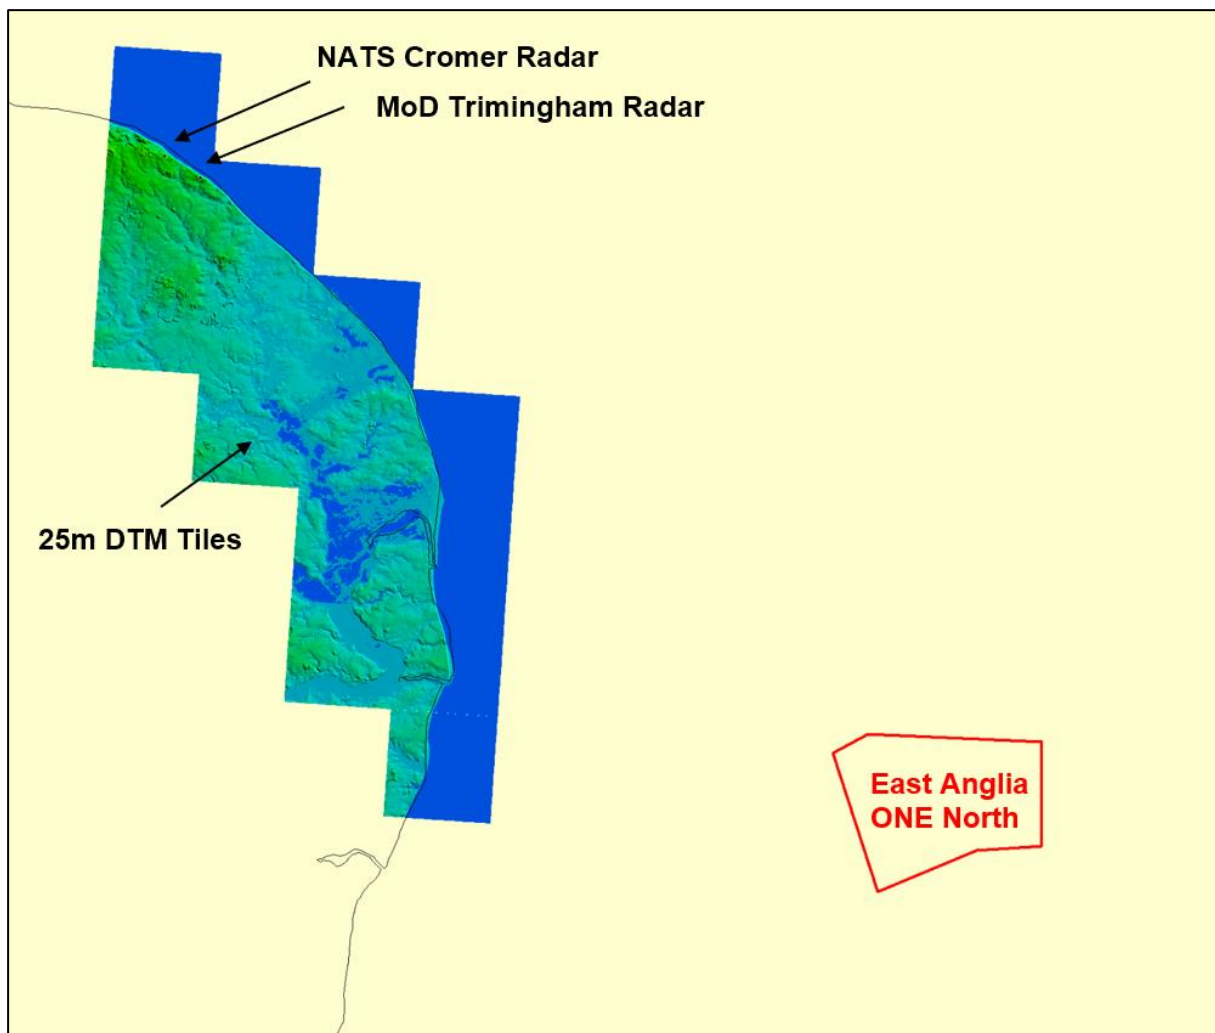 NATS Cromer Radar
MoD Trimingham Radar
25m DTM Tiles
East Anglia
ONE North